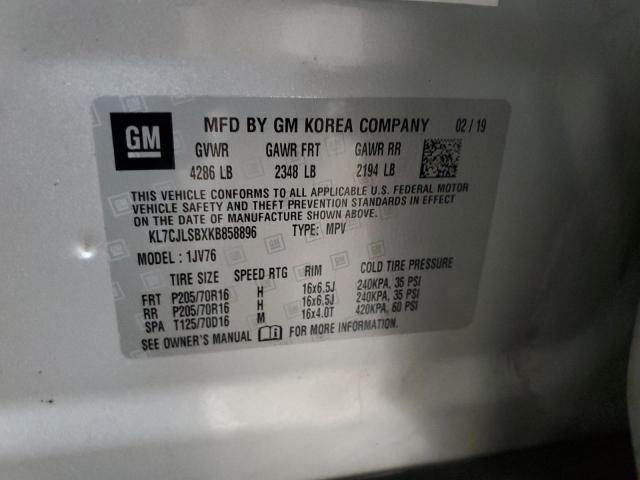 GM
MFD BY GM KOREA COMPANY 02 / 19
GVWR GAWR FRT GAWR RR
4286 LB 2348 LB 2194 LB
THIS VEHICLE CONFORMS TO ALL APPLICABLE U.S. FEDERAL MOTOR
VEHICLE SAFETY AND THEFT PREVENTION STANDARDS IN EFFECT
ON THE DATE OF MANUFACTURE SHOWN ABOVE.
KL7CJLSBXKB858896 TYPE: MPV
MODEL : 1JV76
TIRE SIZE SPEED RTG RIM COLD TIRE PRESSURE
FRT P205/70R16 H 16x6.5J 240KPA, 35 PSI
RR P205/70R16 H 16x6.5J 240KPA, 35 PSI
SPA T125/70D16 M 16x4.0T 420KPA, 60 PSI
SEE OWNER'S MANUAL FOR MORE INFORMATION